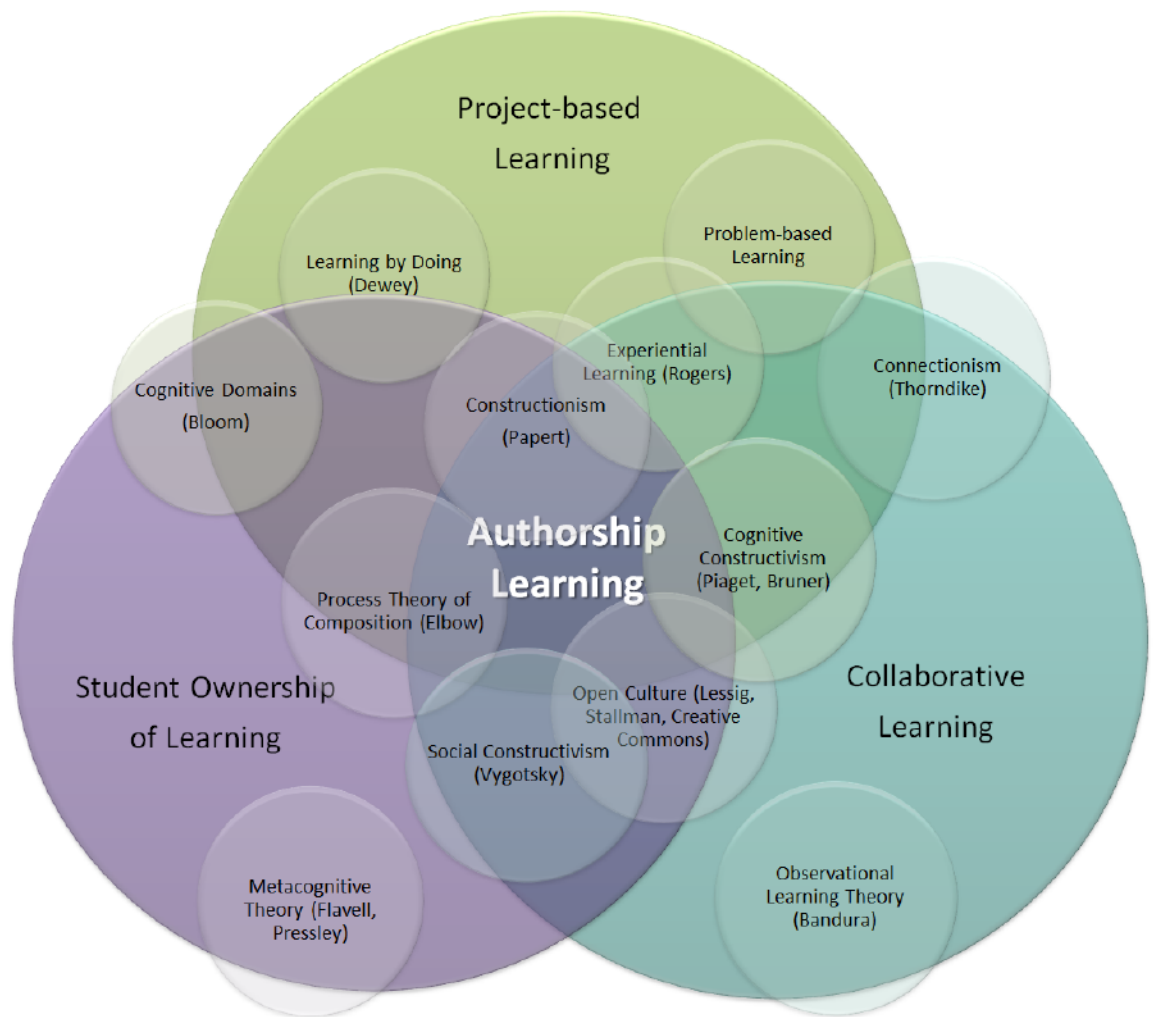 Project-based
Learning
Problem-based
Learning
Learning by Doing
(Dewey)
Experiential
Learning (Rogers)
Connectionism
(Thorndike)
Cognitive Domains
(Bloom)
Constructionism
(Papert)
Authorship
Learning
Cognitive
Constructivism
(Piaget, Bruner)
Process Theory of
Composition (Elbow)
Student Ownership
of Learning
Collaborative
Learning
Open Culture (Lessig,
Stallman, Creative
Commons)
Social Constructivism
(Vygotsky)
Metacognitive
Theory (Flavell,
Pressley)
Observational
Learning Theory
(Bandura)